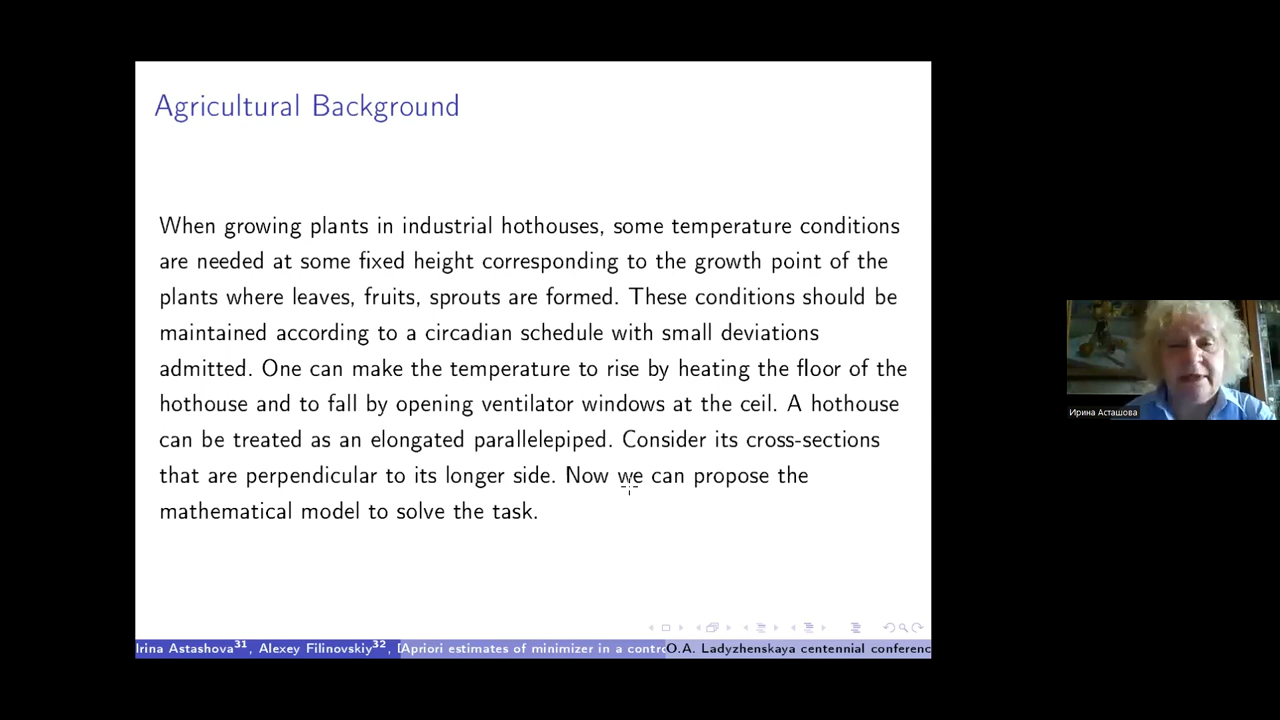 Agricultural Background
When growing plants in industrial hothouses, some temperature conditions
are needed at some fixed height corresponding to the growth point of the
plants where leaves, fruits, sprouts are formed. These conditions should be
maintained according to a circadian schedule with small deviations
admitted. One can make the temperature to rise by heating the floor of the
hothouse and to fall by opening ventilator windows at the ceil. A hothouse
can be treated as an elongated parallelepiped. Consider its cross-sections
that are perpendicular to its longer side. Now we can propose the
mathematical model to solve the task.
Ирина Асташова
Irina Astashova31, Alexey Filinovskiy32, Apriori estimates of minimizer in a contro O.A. Ladyzhenskaya centennial conferenc